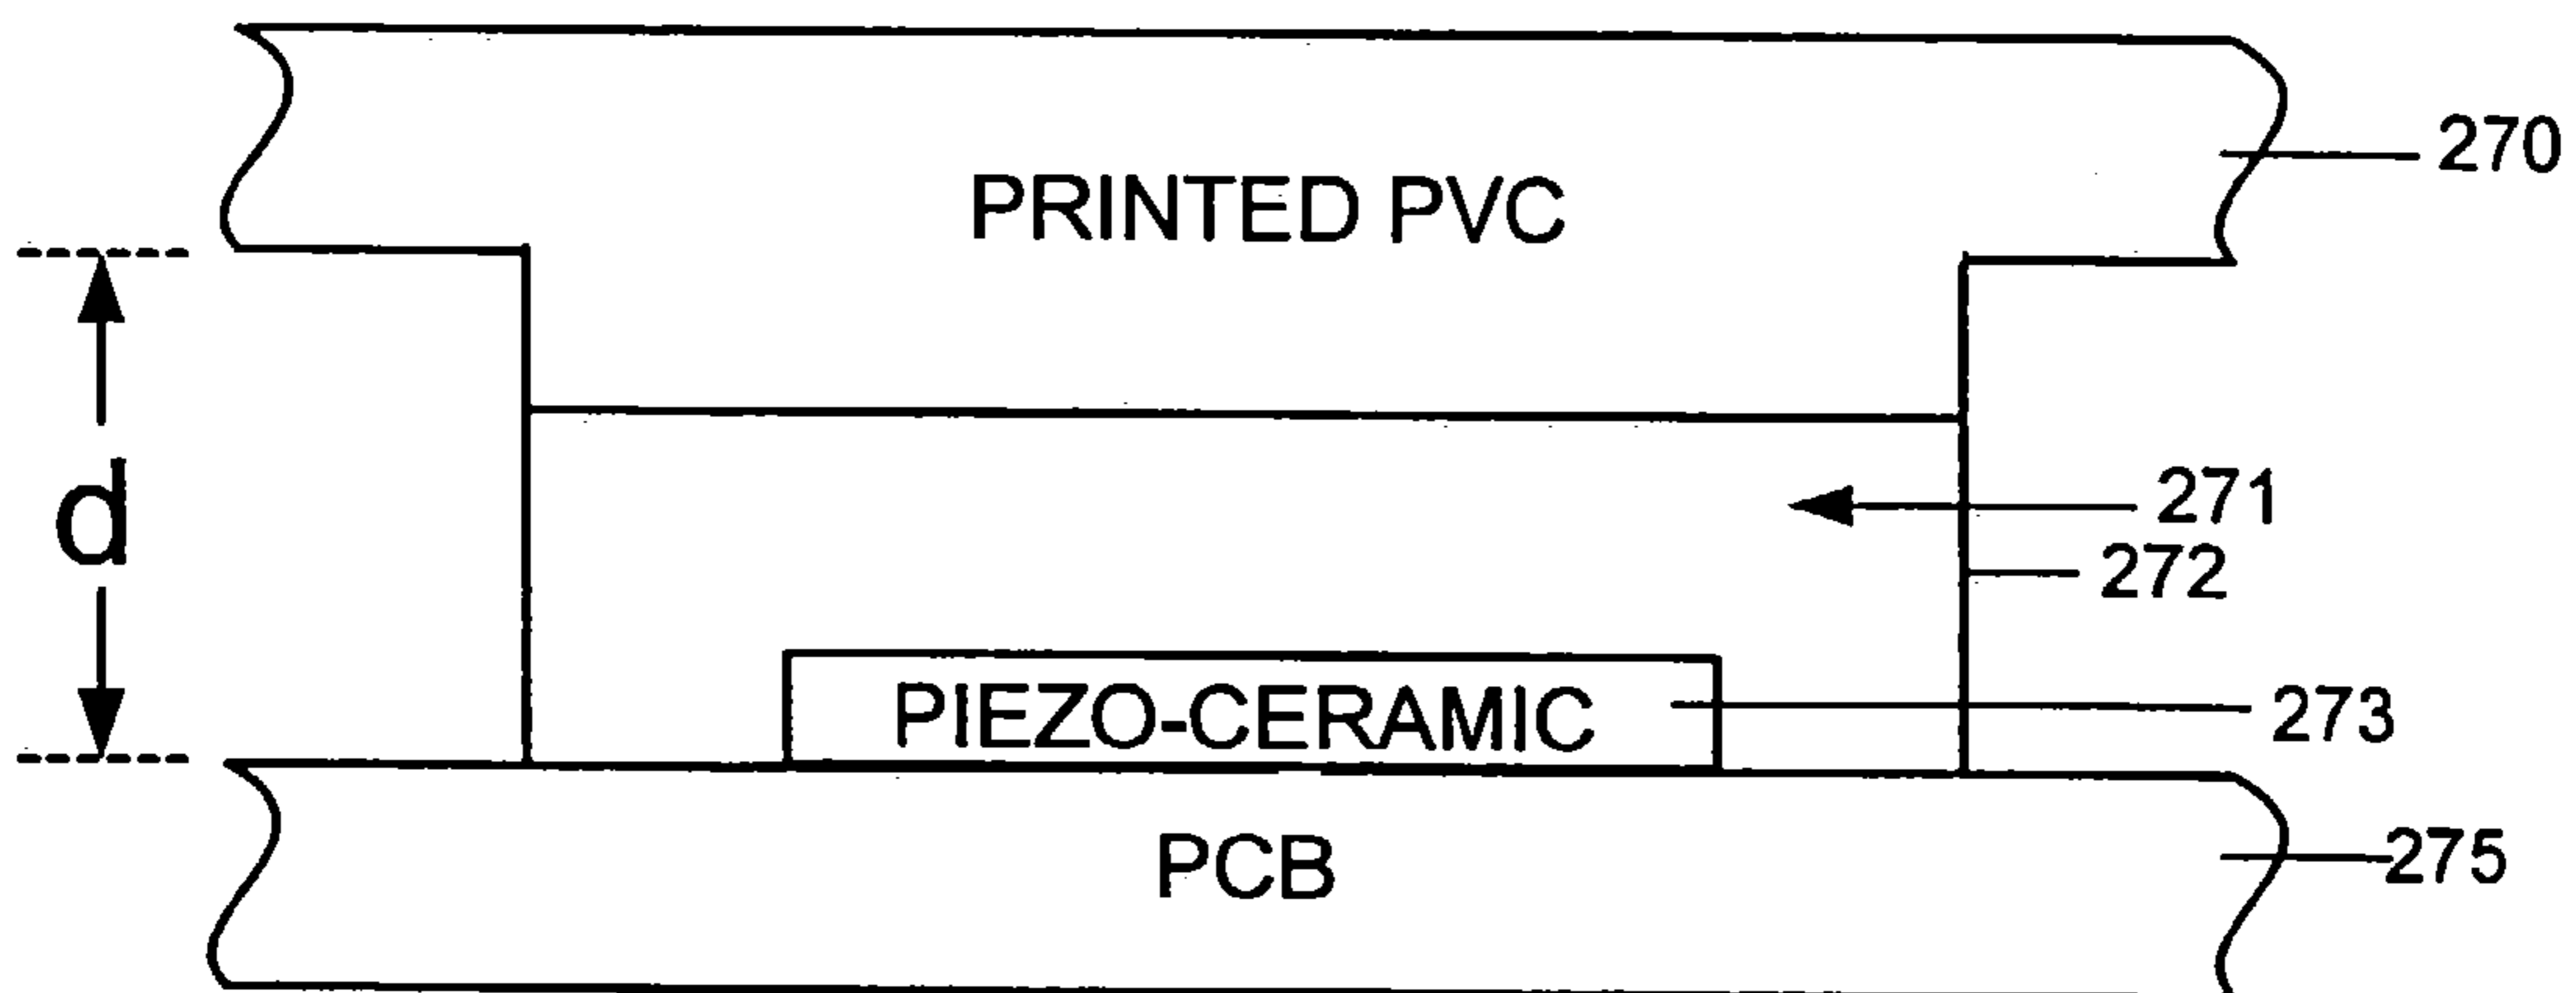 270
PRINTED PVC
d
271
272
PIEZO-CERAMIC
273
PCB
275